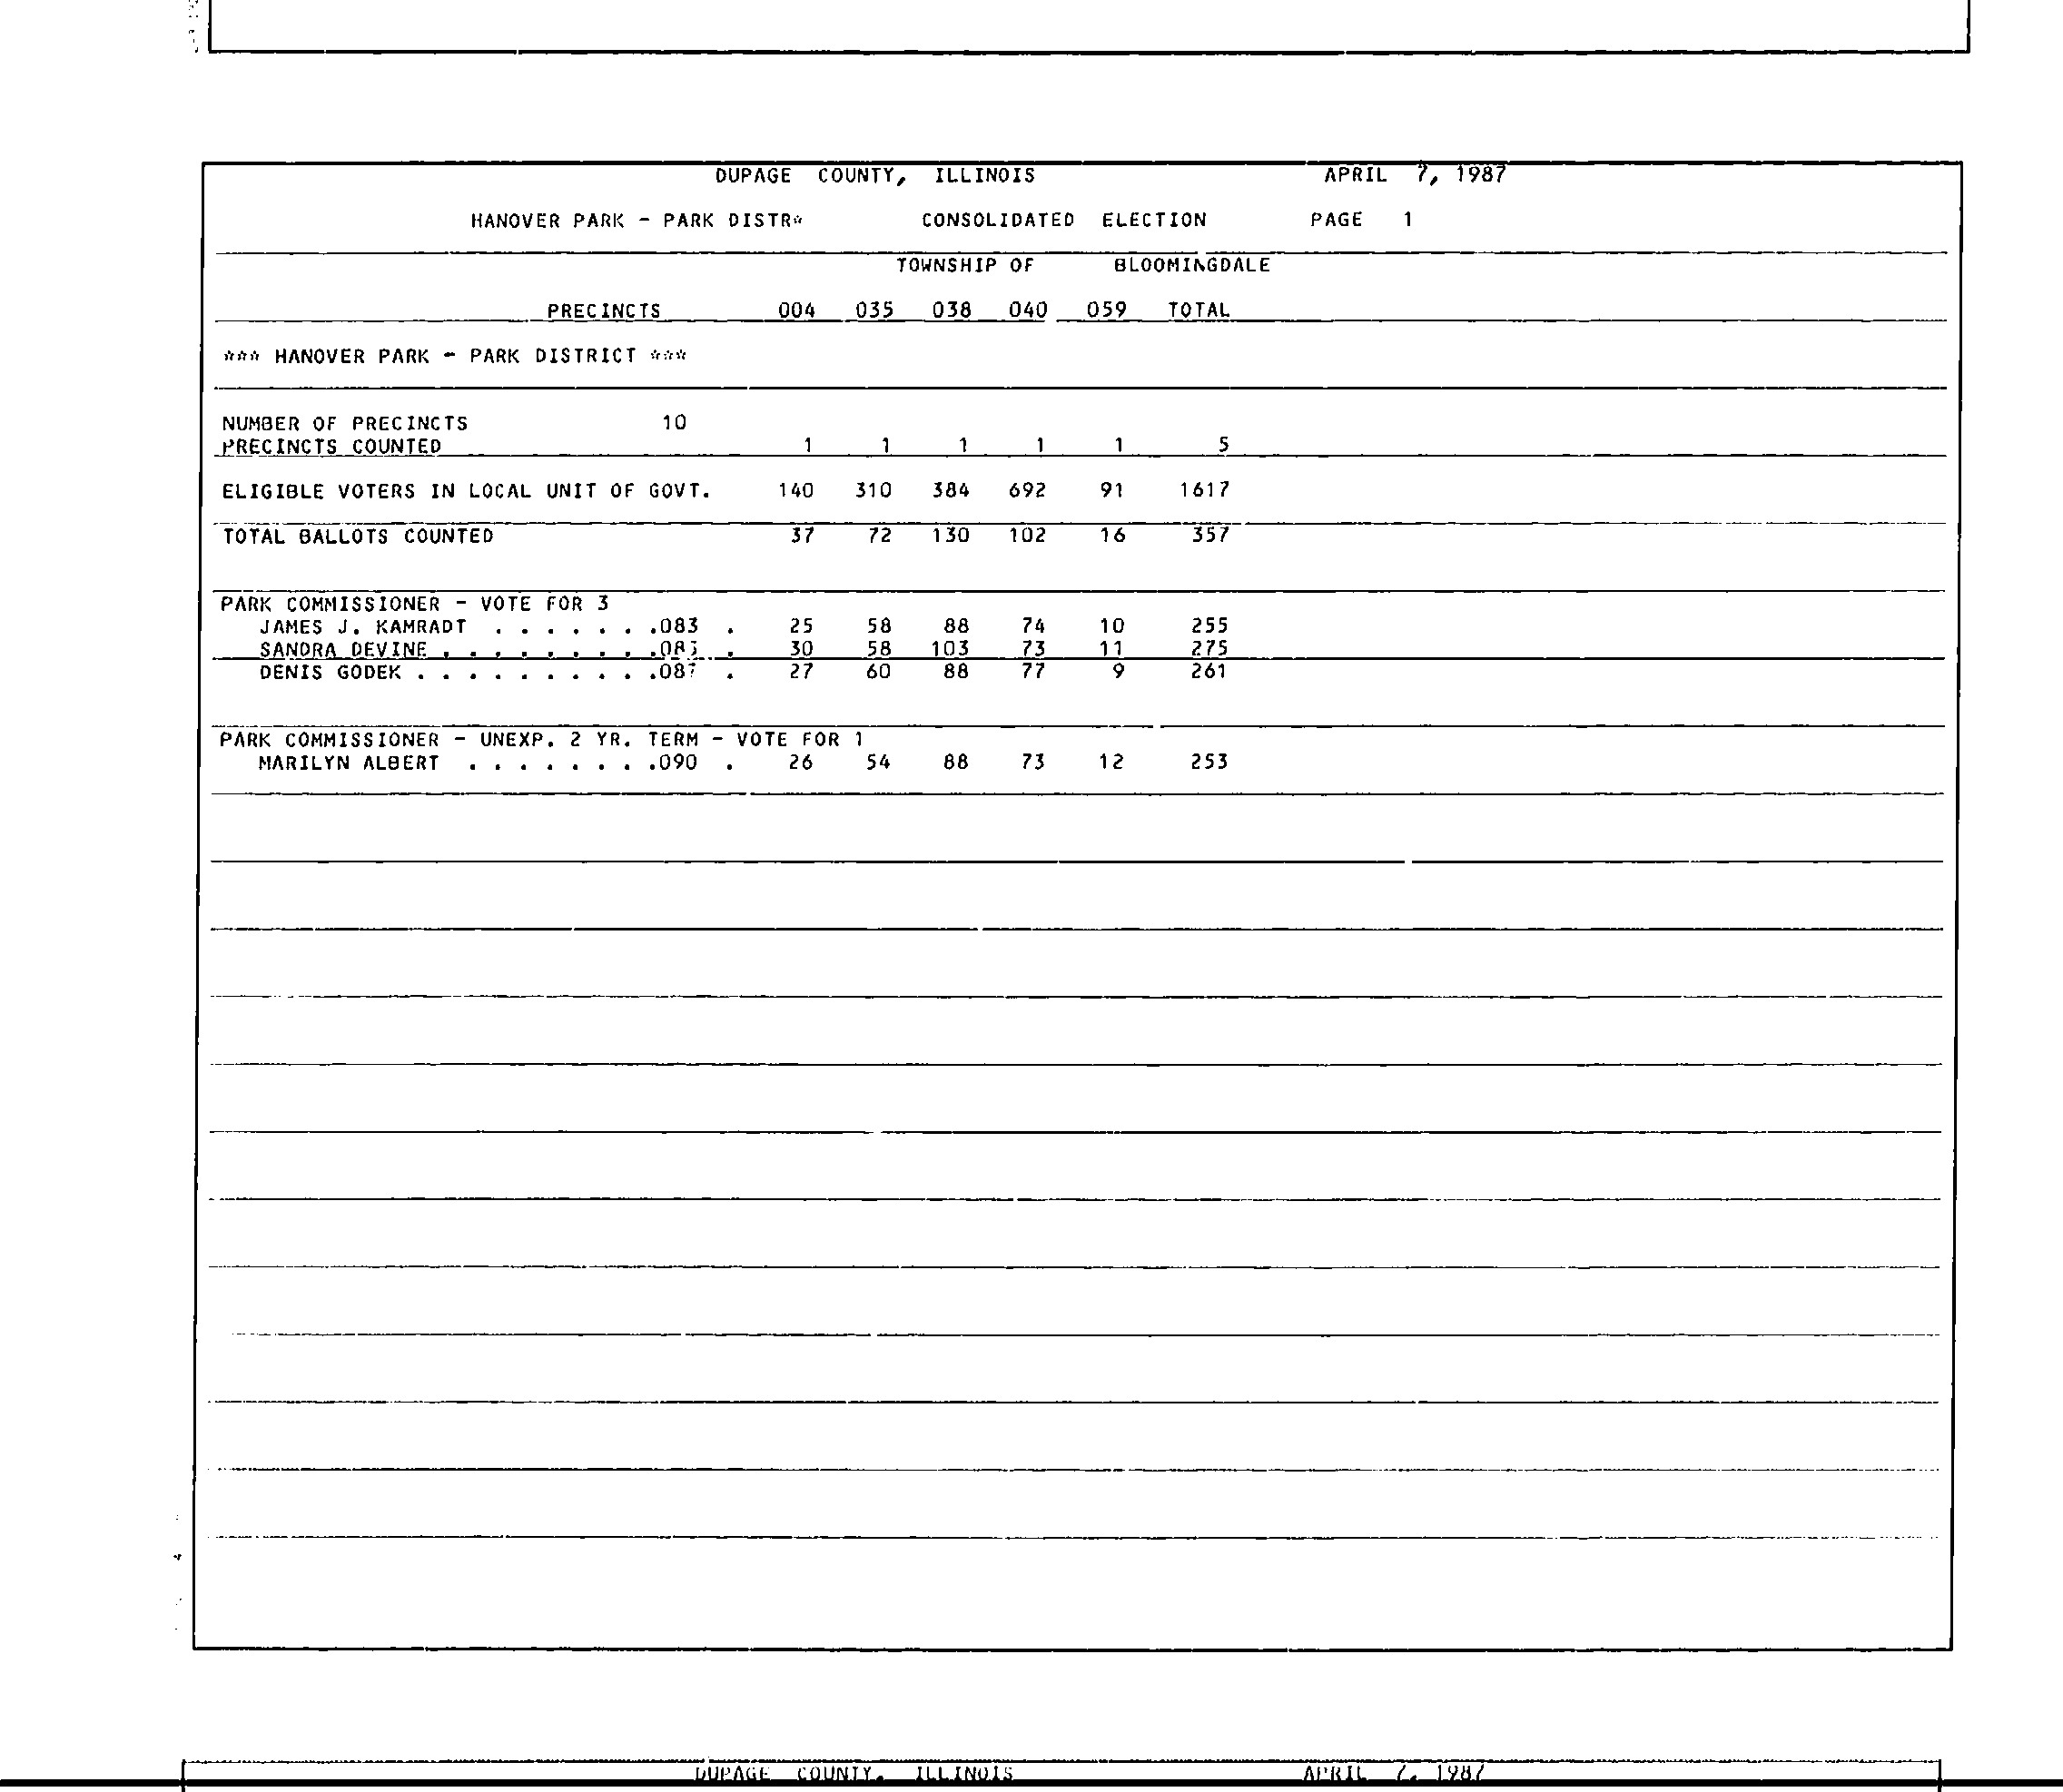 DUPAGE COUNTY, ILLINOIS APRIL 7, 1987
HANOVER PARK - PARK DISTR* CONSOLIDATED ELECTION PAGE 1
TOWNSHIP OF BLOOMINGDALE
PRECINCTS 004 035 038 040 059 TOTAL
*** HANOVER PARK - PARK DISTRICT ***
NUMBER OF PRECINCTS 10
PRECINCTS COUNTED 1 1 1 1 1 5
ELIGIBLE VOTERS IN LOCAL UNIT OF GOVT. 140 310 384 692 91 1617
TOTAL BALLOTS COUNTED 37 72 130 102 16 357
PARK COMMISSIONER - VOTE FOR 3
JAMES J. KAMRADT . . . . . . .083 . 25 58 88 74 10 255
SANDRA DEVINE . . . . . . . . . . 30 58 103 73 11 275
DENIS GODEK . . . . . . . . . .087 . 27 60 88 77 9 261
PARK COMMISSIONER - UNEXP. 2 YR. TERM - VOTE FOR 1
MARILYN ALBERT . . . . . . . .090 . 26 54 88 73 12 253
DUPAGE COUNTY, ILLINOIS APRIL 7, 1987